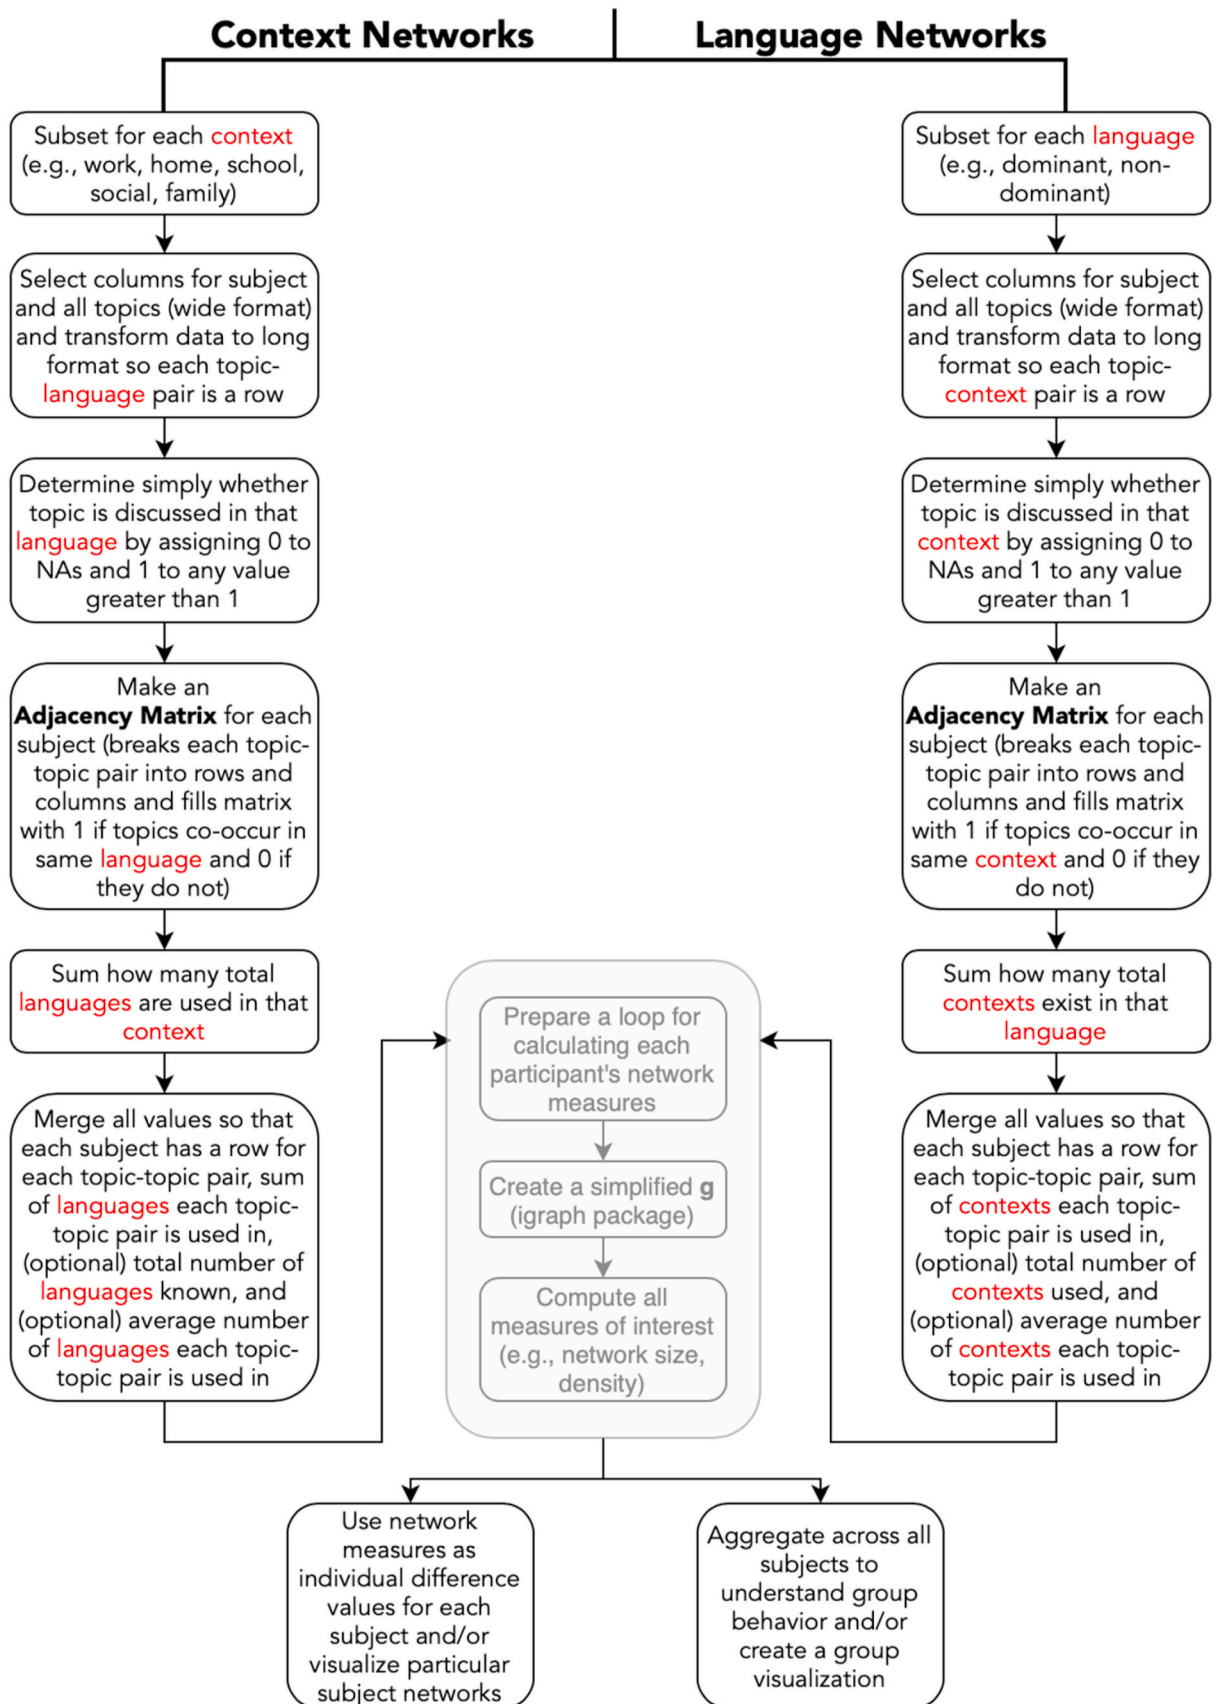 Context Networks
Language Networks
Subset for each context
(e.g., work, home, school,
social, family)
Select columns for subject
and all topics (wide format)
and transform data to long
format so each topic-
language pair is a row
Determine simply whether
topic is discussed in that
language by assigning 0 to
NAs and 1 to any value
greater than 1
Make an
Adjacency Matrix for each
subject (breaks each topic-
topic pair into rows and
columns and fills matrix
with 1 if topics co-occur in
same language and 0 if
they do not)
Sum how many total
languages are used in that
context
Merge all values so that
each subject has a row for
each topic-topic pair, sum
of languages each topic-
topic pair is used in,
(optional) total number of
languages known, and
(optional) average number
of languages each topic-
topic pair is used in
Subset for each language
(e.g., dominant, non-
dominant)
Select columns for subject
and all topics (wide format)
and transform data to long
format so each topic-
context pair is a row
Determine simply whether
topic is discussed in that
context by assigning 0 to
NAs and 1 to any value
greater than 1
Make an
Adjacency Matrix for each
subject (breaks each topic-
topic pair into rows and
columns and fills matrix
with 1 if topics co-occur in
same context and 0 if they
do not)
Sum how many total
contexts exist in that
language
Merge all values so that
each subject has a row for
each topic-topic pair, sum
of contexts each topic-
topic pair is used in,
(optional) total number of
contexts used, and
(optional) average number
of contexts each topic-
topic pair is used in
Prepare a loop for
calculating each
participant's network
measures
Create a simplified g
(igraph package)
Compute all
measures of interest
(e.g., network size,
density)
Use network
measures as
individual difference
values for each
subject and/or
visualize particular
subject networks
Aggregate across all
subjects to
understand group
behavior and/or
create a group
visualization